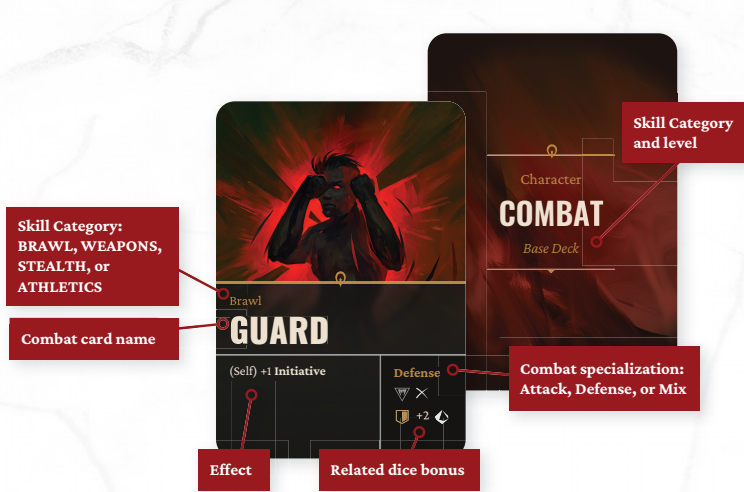 Skill Category
and level
Character
COMBAT
Base Deck
Skill Category:
BRAWL, WEAPONS,
STEALTH, or
ATHLETICS
Brawl
Combat card name
GUARD
(Self) +1 Initiative
Defense
+2
Combat specialization:
Attack, Defense, or Mix
Effect
Related dice bonus